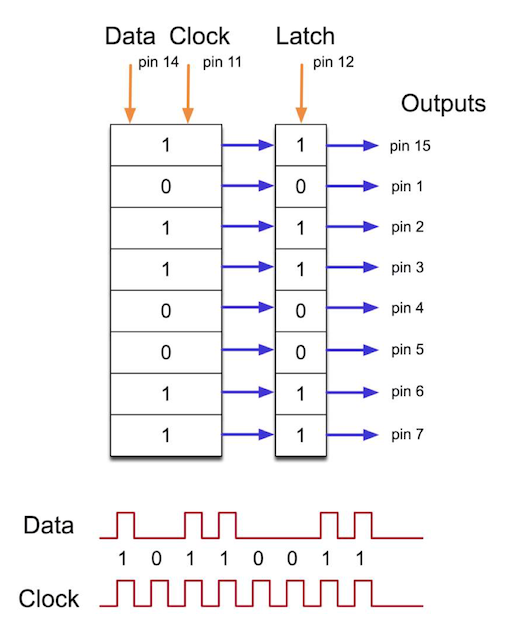 Data Clock Latch
pin 14 pin 11 pin 12
Outputs
1 1 pin 15
0 0 pin 1
1 1 pin 2
1 1 pin 3
0 0 pin 4
0 0 pin 5
1 1 pin 6
1 1 pin 7
Data
1 0 1 1 0 0 1 1
Clock